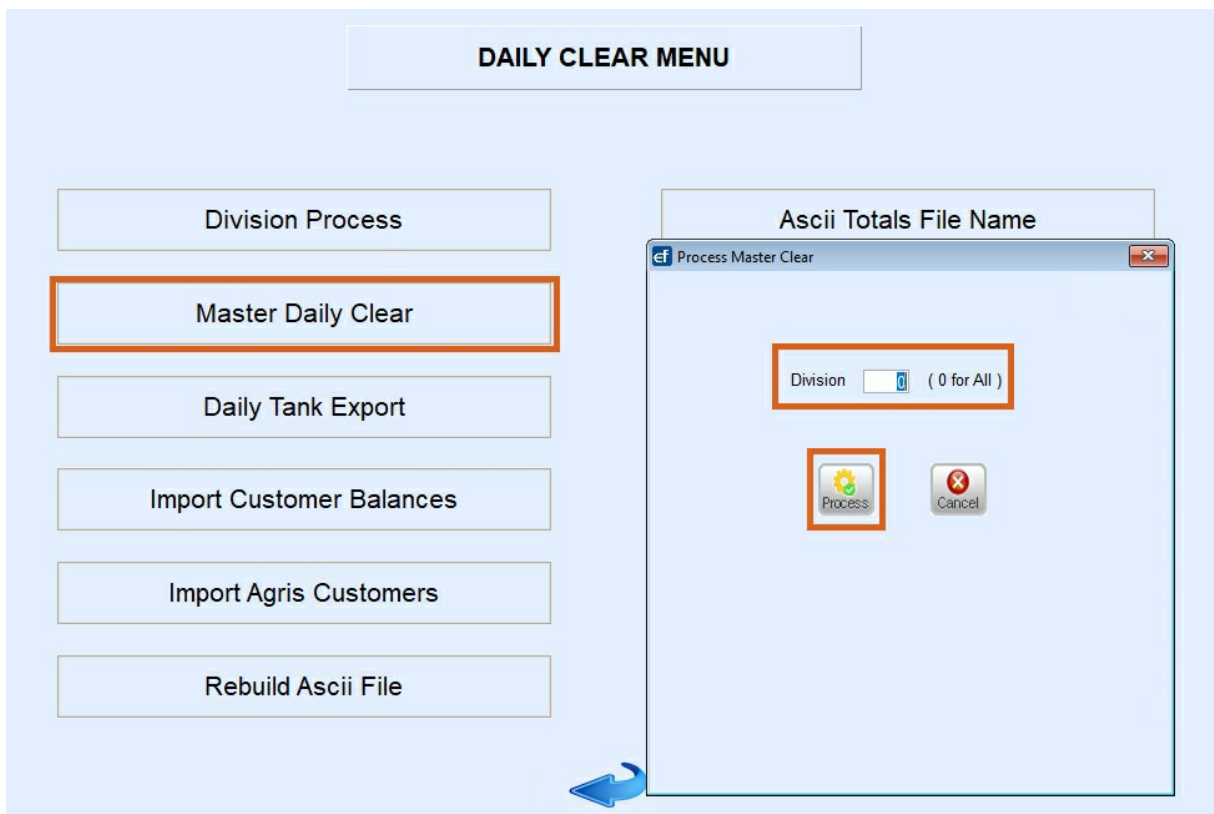 DAILY CLEAR MENU
Division Process
Master Daily Clear
Daily Tank Export
Import Customer Balances
Import Agris Customers
Rebuild Ascii File
Ascii Totals File Name
ef Process Master Clear
Division 0 ( 0 for All )
Process Cancel